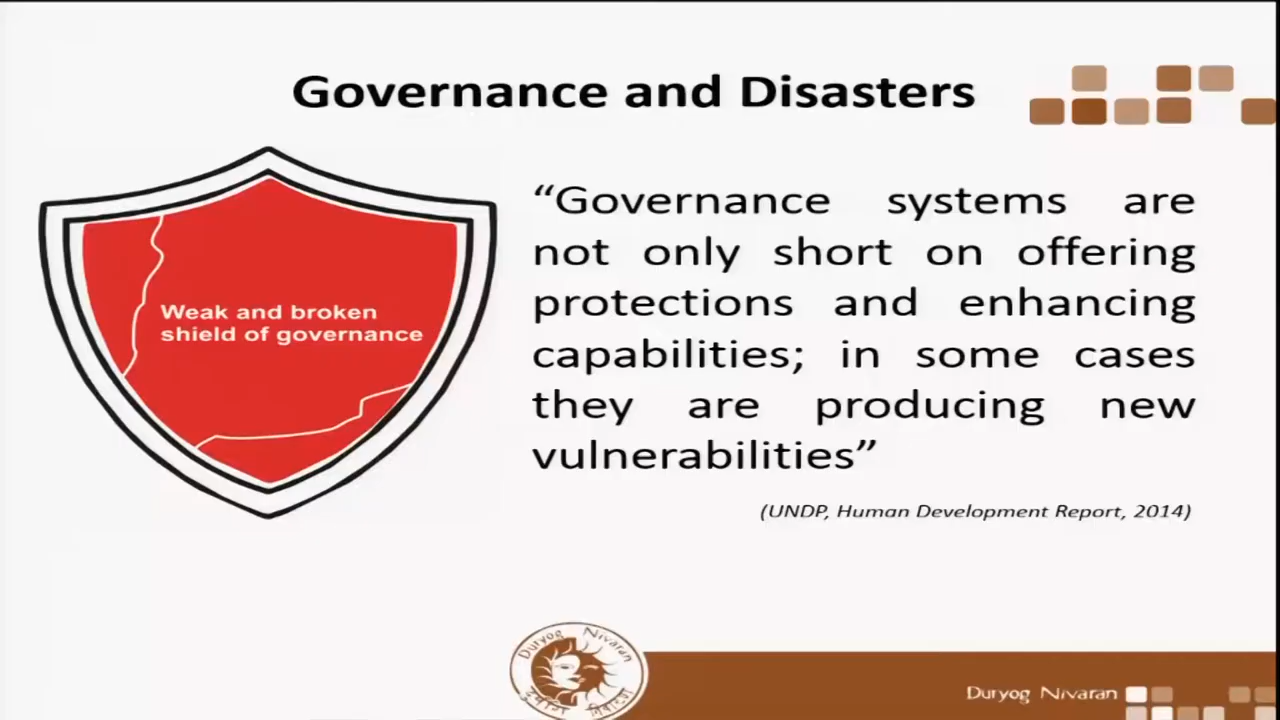 Governance and Disasters
Weak and broken
shield of governance
“Governance systems are
not only short on offering
protections and enhancing
capabilities; in some cases
they are producing new
vulnerabilities”
(UNDP, Human Development Report, 2014)
Duryog Nivaran
दुर्योग निवारण
Duryog Nivaran